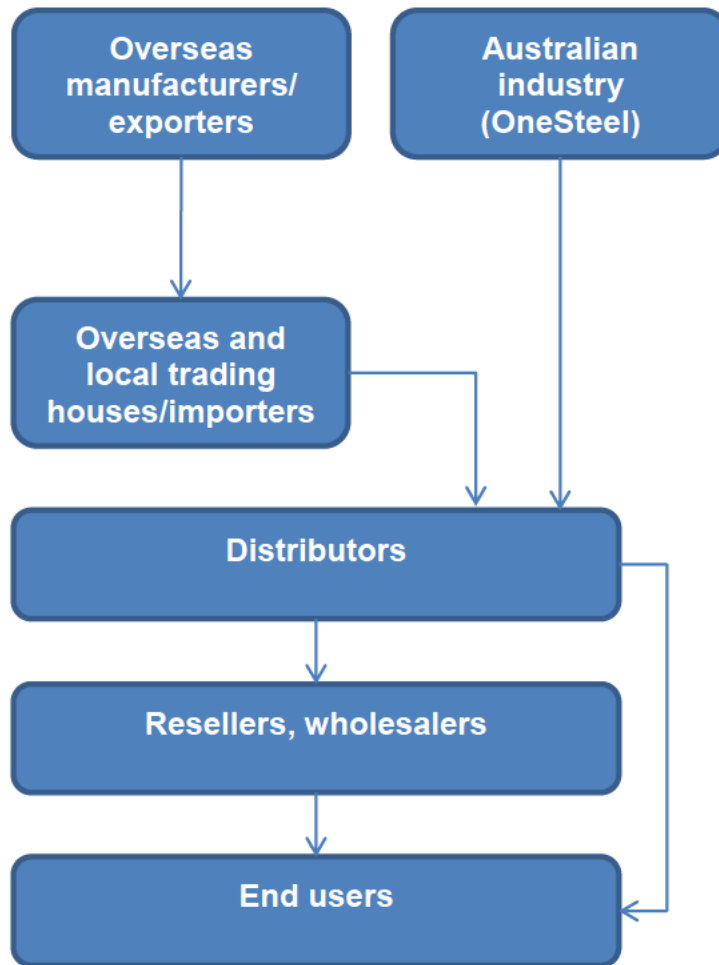 Overseas
manufacturers/
exporters
Australian
industry
(OneSteel)
Overseas and
local trading
houses/importers
Distributors
Resellers, wholesalers
End users